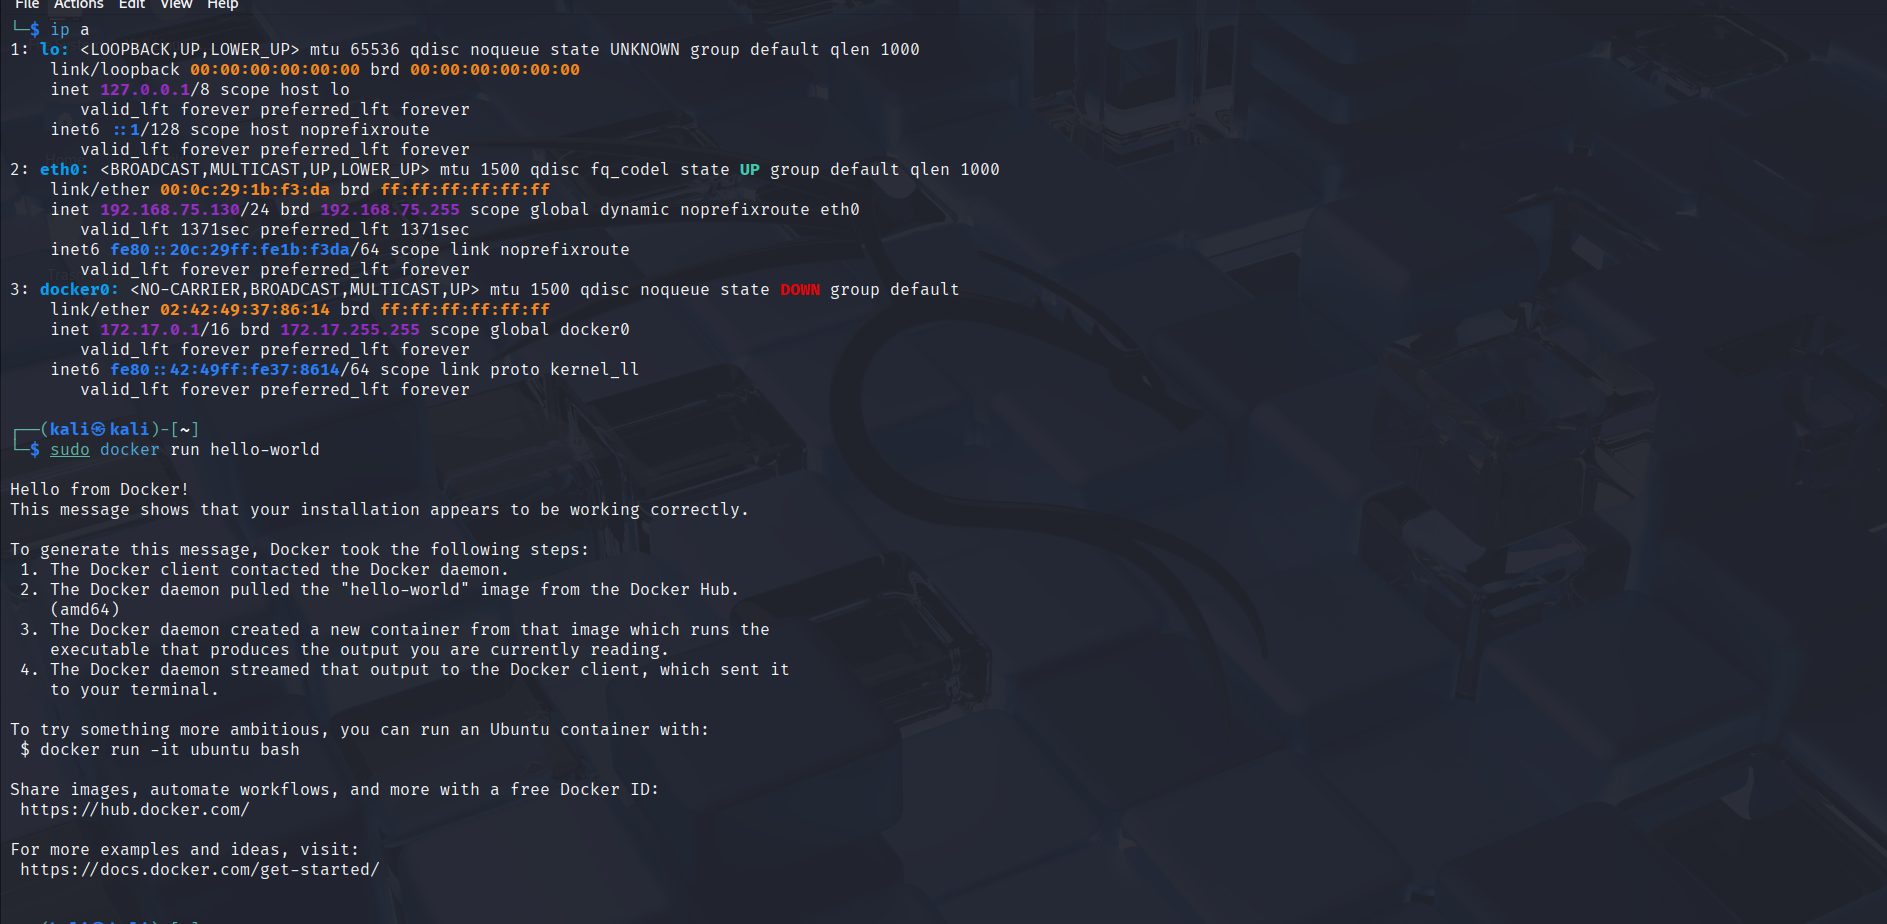 File Actions Edit View Help
└─$ ip a
1: lo: <LOOPBACK,UP,LOWER_UP> mtu 65536 qdisc noqueue state UNKNOWN group default qlen 1000
    link/loopback 00:00:00:00:00:00 brd 00:00:00:00:00:00
    inet 127.0.0.1/8 scope host lo
       valid_lft forever preferred_lft forever
    inet6 ::1/128 scope host noprefixroute
       valid_lft forever preferred_lft forever
2: eth0: <BROADCAST,MULTICAST,UP,LOWER_UP> mtu 1500 qdisc fq_codel state UP group default qlen 1000
    link/ether 00:0c:29:1b:f3:da brd ff:ff:ff:ff:ff:ff
    inet 192.168.75.130/24 brd 192.168.75.255 scope global dynamic noprefixroute eth0
       valid_lft 1371sec preferred_lft 1371sec
    inet6 fe80::20c:29ff:fe1b:f3da/64 scope link noprefixroute
       valid_lft forever preferred_lft forever
3: docker0: <NO-CARRIER,BROADCAST,MULTICAST,UP> mtu 1500 qdisc noqueue state DOWN group default
    link/ether 02:42:49:37:86:14 brd ff:ff:ff:ff:ff:ff
    inet 172.17.0.1/16 brd 172.17.255.255 scope global docker0
       valid_lft forever preferred_lft forever
    inet6 fe80::42:49ff:fe37:8614/64 scope link proto kernel_ll
       valid_lft forever preferred_lft forever
┌──(kali㉿kali)-[~]
└─$ sudo docker run hello-world
Hello from Docker!
This message shows that your installation appears to be working correctly.
To generate this message, Docker took the following steps:
 1. The Docker client contacted the Docker daemon.
 2. The Docker daemon pulled the "hello-world" image from the Docker Hub.
    (amd64)
 3. The Docker daemon created a new container from that image which runs the
    executable that produces the output you are currently reading.
 4. The Docker daemon streamed that output to the Docker client, which sent it
    to your terminal.
To try something more ambitious, you can run an Ubuntu container with:
 $ docker run -it ubuntu bash
Share images, automate workflows, and more with a free Docker ID:
 https://hub.docker.com/
For more examples and ideas, visit:
 https://docs.docker.com/get-started/